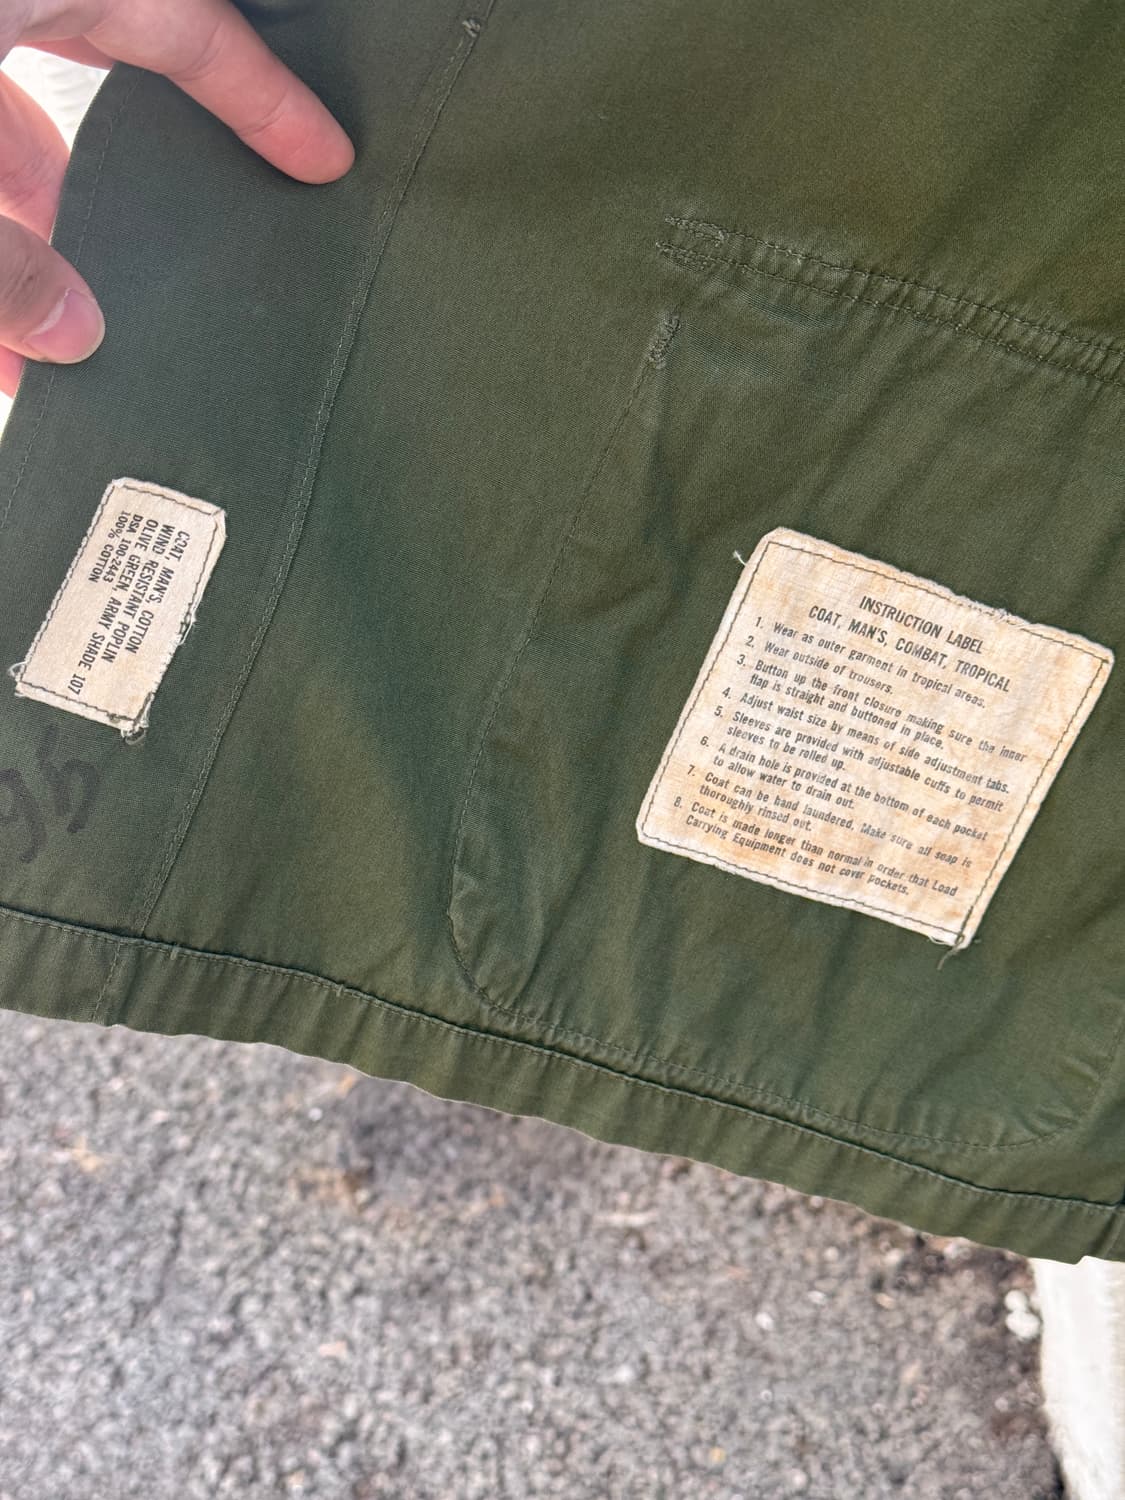 COAT, MAN'S, COTTON
WIND RESISTANT POPLIN
OLIVE GREEN, ARMY SHADE 107
DSA 100-2443
100% COTTON
INSTRUCTION LABEL
COAT, MAN'S, COMBAT, TROPICAL
1. Wear as outer garment in tropical areas.
2. Wear outside of trousers.
3. Button up the front closure making sure the inner
flap is straight and buttoned in place.
4. Adjust waist size by means of side adjustment tabs.
5. Sleeves are provided with adjustable cuffs to permit
sleeves to be rolled up.
6. A drain hole is provided at the bottom of each pocket
to allow water to drain out.
7. Coat can be hand laundered. Make sure all soap is
thoroughly rinsed out.
8. Coat is made longer than normal in order that Load
Carrying Equipment does not cover pockets.